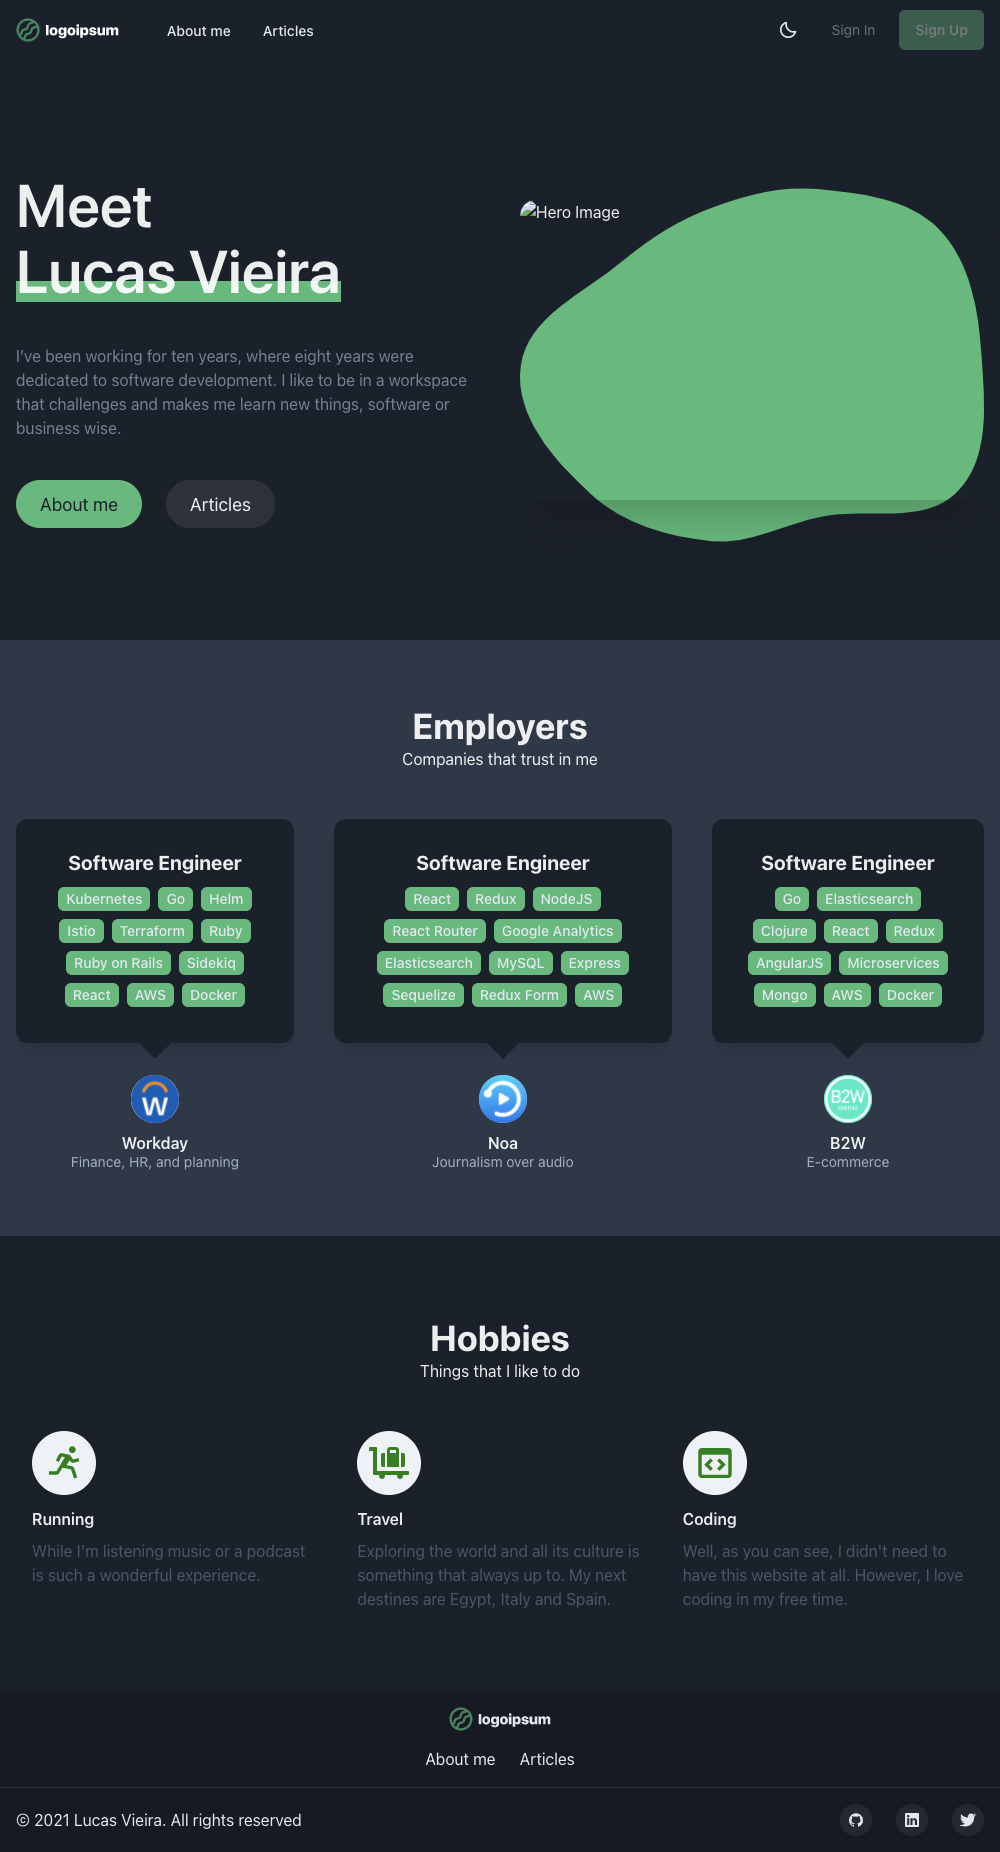 logoipsum
About me
Articles
Sign In
Sign Up
Meet
Lucas Vieira
Hero Image
I've been working for ten years, where eight years were
dedicated to software development. I like to be in a workspace
that challenges and makes me learn new things, software or
business wise.
About me
Articles
Employers
Companies that trust in me
Software Engineer
Kubernetes Go Helm
Istio Terraform Ruby
Ruby on Rails Sidekiq
React AWS Docker
W
Workday
Finance, HR, and planning
Software Engineer
React Redux NodeJS
React Router Google Analytics
Elasticsearch MySQL Express
Sequelize Redux Form AWS
Noa
Journalism over audio
Software Engineer
Go Elasticsearch
Clojure React Redux
AngularJS Microservices
Mongo AWS Docker
B2W
B2W
E-commerce
Hobbies
Things that I like to do
Running
While I'm listening music or a podcast
is such a wonderful experience.
Travel
Exploring the world and all its culture is
something that always up to. My next
destines are Egypt, Italy and Spain.
Coding
Well, as you can see, I didn't need to
have this website at all. However, I love
coding in my free time.
logoipsum
About me Articles
© 2021 Lucas Vieira. All rights reserved